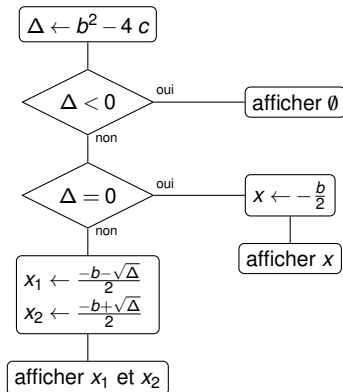 Δ ← b² − 4 c
Δ < 0
oui
afficher ∅
non
Δ = 0
oui
x ← −b/2
non
afficher x
x₁ ← (−b−√Δ)/2
x₂ ← (−b+√Δ)/2
afficher x₁ et x₂